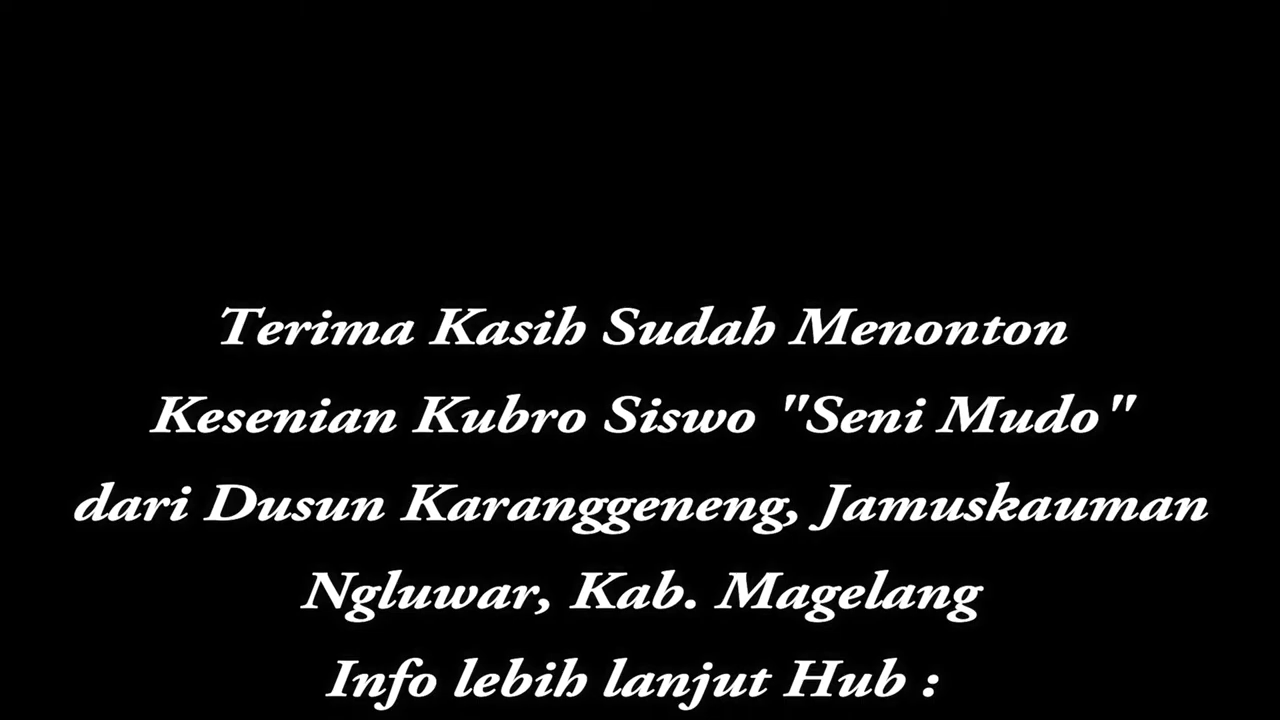 Terima Kasih Sudah Menonton
Kesenian Kubro Siswo "Seni Mudo"
dari Dusun Karanggeneng, Jamuskauman
Ngluwar, Kab. Magelang
Info lebih lanjut Hub :